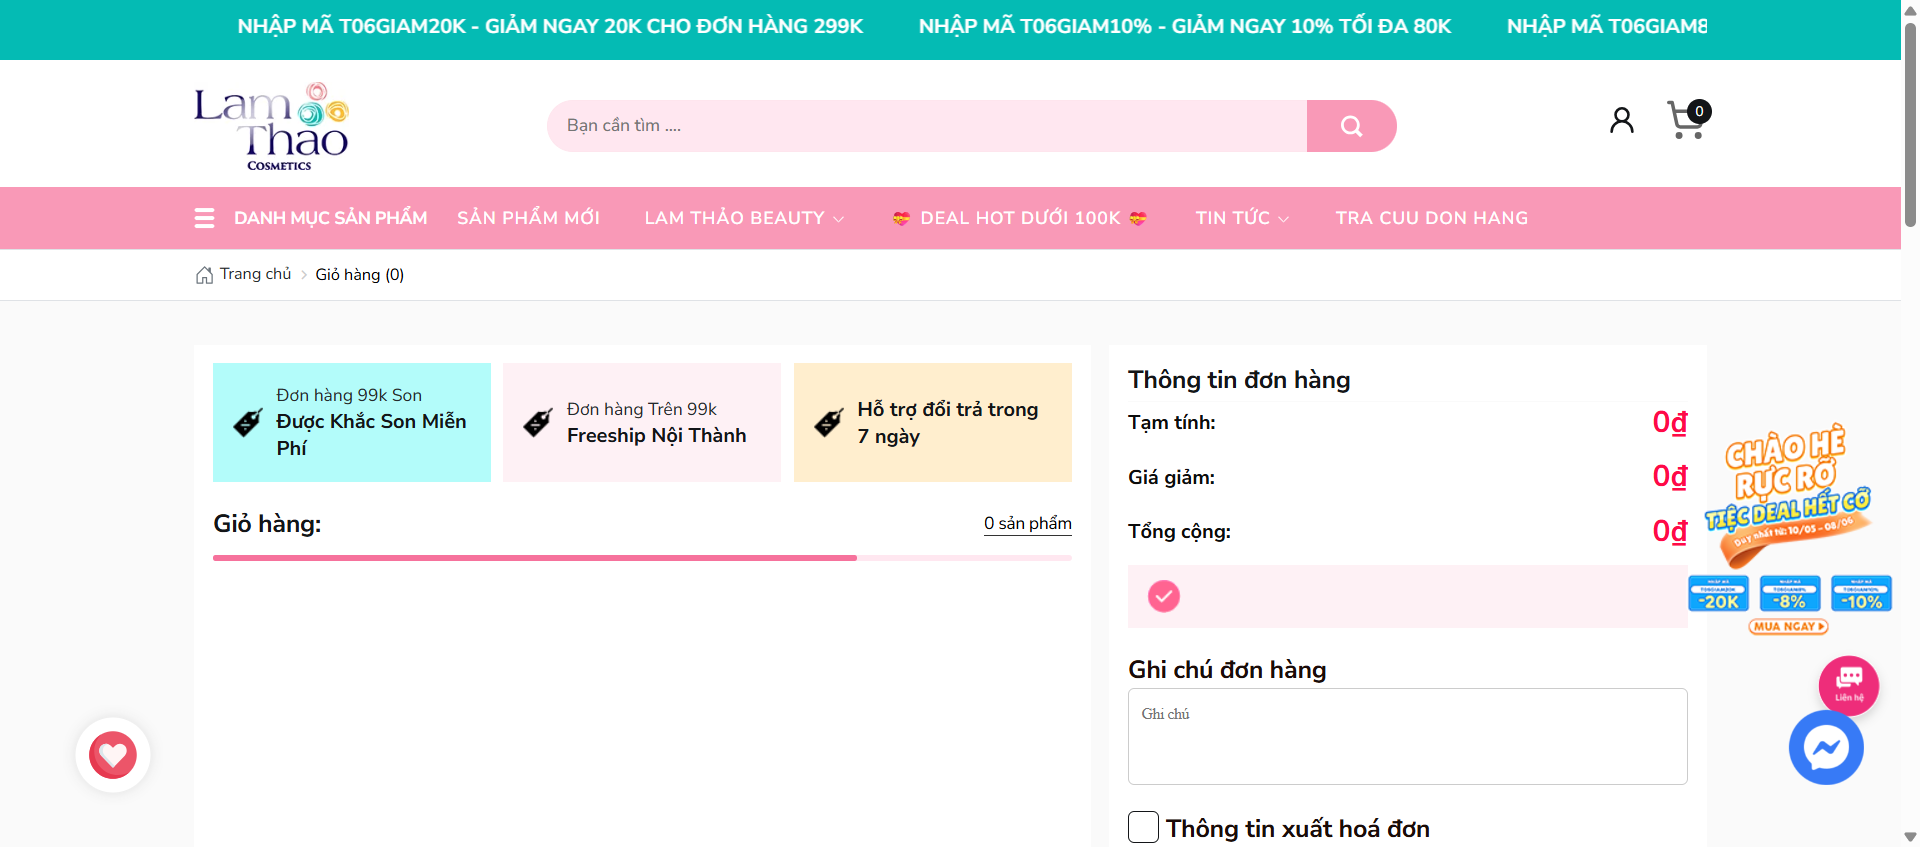 NHẬP MÃ T06GIAM20K - GIẢM NGAY 20K CHO ĐƠN HÀNG 299K
NHẬP MÃ T06GIAM10% - GIẢM NGAY 10% TỐI ĐA 80K
NHẬP MÃ T06GIAM8
Lam Thảo
COSMETICS
Bạn cần tìm ....
0
DANH MỤC SẢN PHẨM
SẢN PHẨM MỚI
LAM THẢO BEAUTY
DEAL HOT DƯỚI 100K
TIN TỨC
TRA CUU DON HANG
Trang chủ
Giỏ hàng (0)
Đơn hàng 99k Son
Được Khắc Son Miễn
Phí
Đơn hàng Trên 99k
Freeship Nội Thành
Hỗ trợ đổi trả trong
7 ngày
Giỏ hàng:
0 sản phẩm
Thông tin đơn hàng
Tạm tính:
0₫
Giá giảm:
0₫
Tổng cộng:
0₫
Ghi chú đơn hàng
Ghi chú
Thông tin xuất hoá đơn
CHÀO HÈ
RỰC RỠ
TIỆC DEAL HẾT CỠ
Duy nhất từ: 10/05 - 08/06
-20K
-8%
-10%
MUA NGAY
Liên hệ